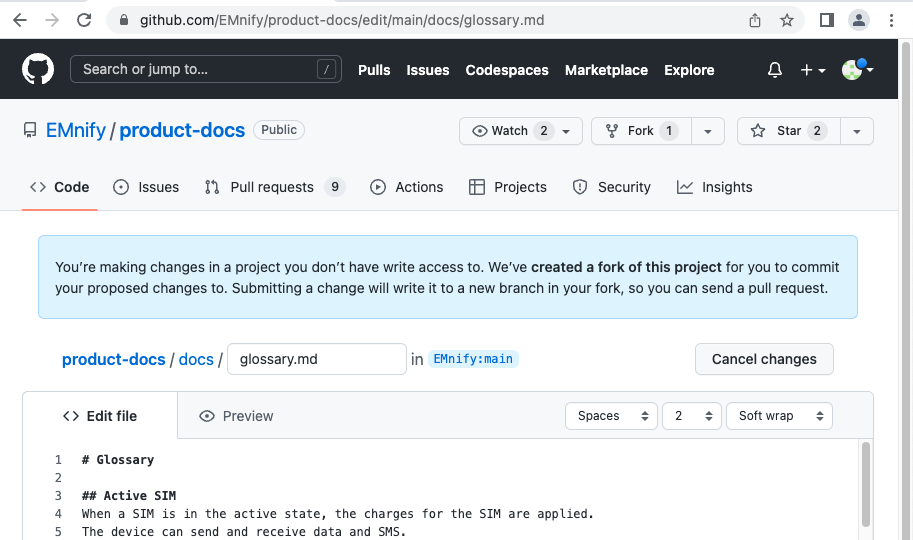 github.com/EMnify/product-docs/edit/main/docs/glossary.md
Search or jump to... / Pulls Issues Codespaces Marketplace Explore
EMnify / product-docs Public Watch 2 Fork 1 Star 2
Code Issues Pull requests 9 Actions Projects Security Insights
You’re making changes in a project you don’t have write access to. We’ve created a fork of this project for you to commit
your proposed changes to. Submitting a change will write it to a new branch in your fork, so you can send a pull request.
product-docs / docs / glossary.md in EMnify:main Cancel changes
Edit file Preview Spaces 2 Soft wrap
1 # Glossary
2
3 ## Active SIM
4 When a SIM is in the active state, the charges for the SIM are applied.
5 The device can send and receive data and SMS.